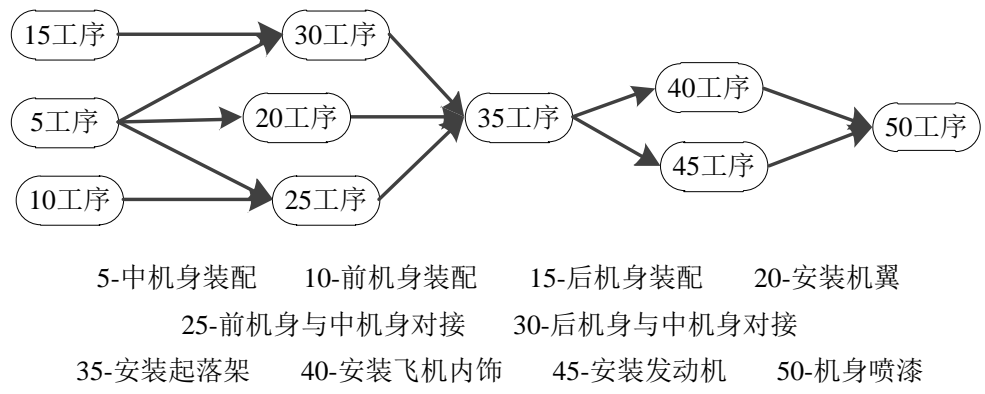 15工序
30工序
40工序
5工序
20工序
35工序
50工序
45工序
10工序
25工序
5-中机身装配 10-前机身装配 15-后机身装配 20-安装机翼
25-前机身与中机身对接 30-后机身与中机身对接
35-安装起落架 40-安装飞机内饰 45-安装发动机 50-机身喷漆